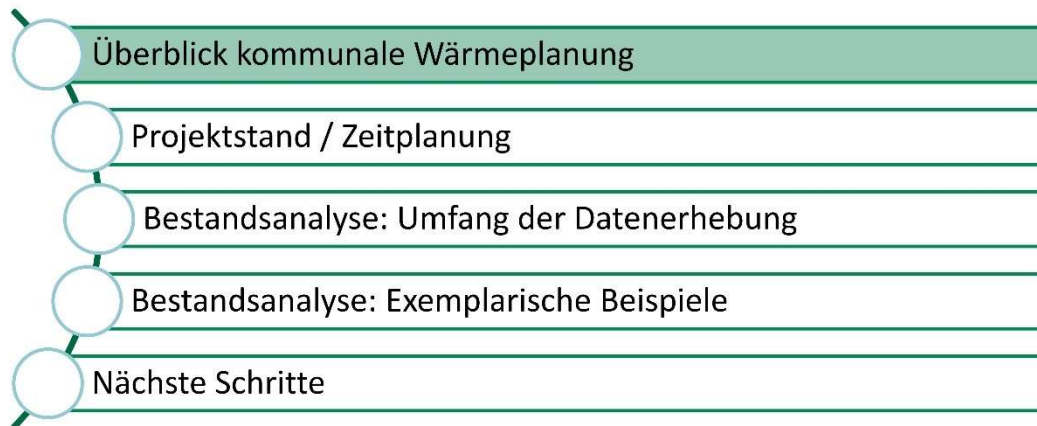 Überblick kommunale Wärmeplanung
Projektstand / Zeitplanung
Bestandsanalyse: Umfang der Datenerhebung
Bestandsanalyse: Exemplarische Beispiele
Nächste Schritte